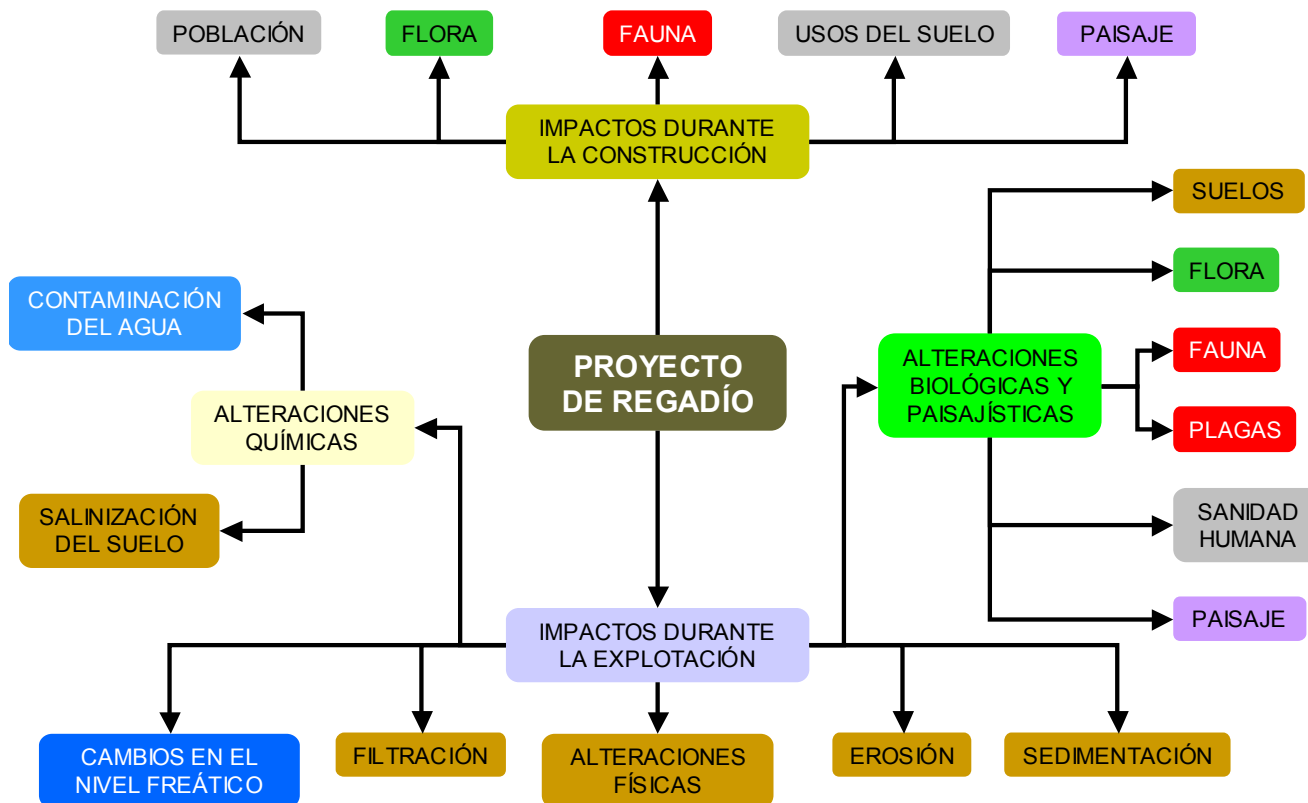 POBLACIÓN
FLORA
FAUNA
USOS DEL SUELO
PAISAJE
IMPACTOS DURANTE
LA CONSTRUCCIÓN
SUELOS
FLORA
CONTAMINACIÓN
DEL AGUA
PROYECTO
DE REGADÍO
ALTERACIONES
BIOLÓGICAS Y
PAISAJÍSTICAS
FAUNA
PLAGAS
ALTERACIONES
QUÍMICAS
SALINIZACIÓN
DEL SUELO
SANIDAD
HUMANA
PAISAJE
IMPACTOS DURANTE
LA EXPLOTACIÓN
CAMBIOS EN EL
NIVEL FREÁTICO
FILTRACIÓN
ALTERACIONES
FÍSICAS
EROSIÓN
SEDIMENTACIÓN